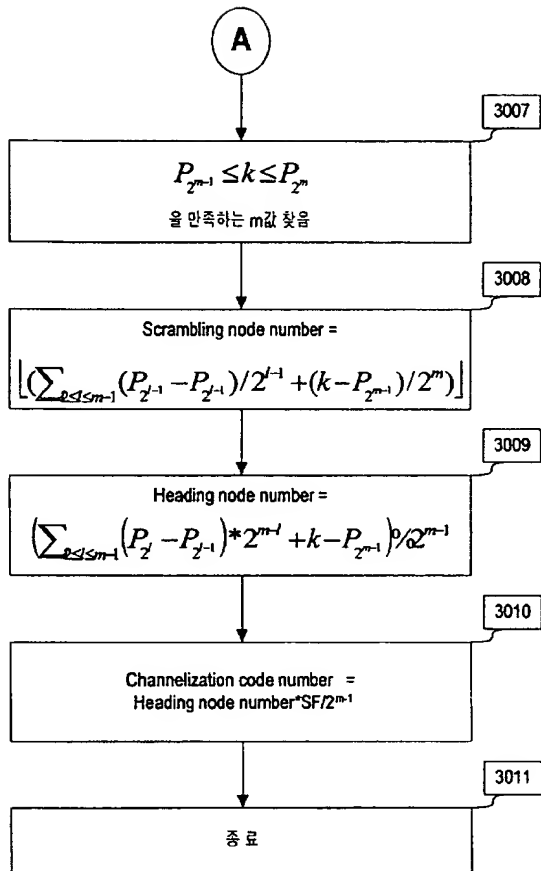 A
3007
P_{2^{m-1}} ≤ k ≤ P_{2^m}
을 만족하는 m값 찾음
3008
Scrambling node number =
⌊(∑_{2≤l≤m-1}(P_{2^{l-1}} − P_{2^{l-1}})/2^{l-1} + (k − P_{2^{m-1}})/2^m)⌋
3009
Heading node number =
(∑_{2≤l≤m-1}(P_{2^l} − P_{2^{l-1}})*2^{m-l} + k − P_{2^{m-1}})%2^{m-1}
3010
Channelization code number =
Heading node number*SF/2^{m-1}
3011
종 료